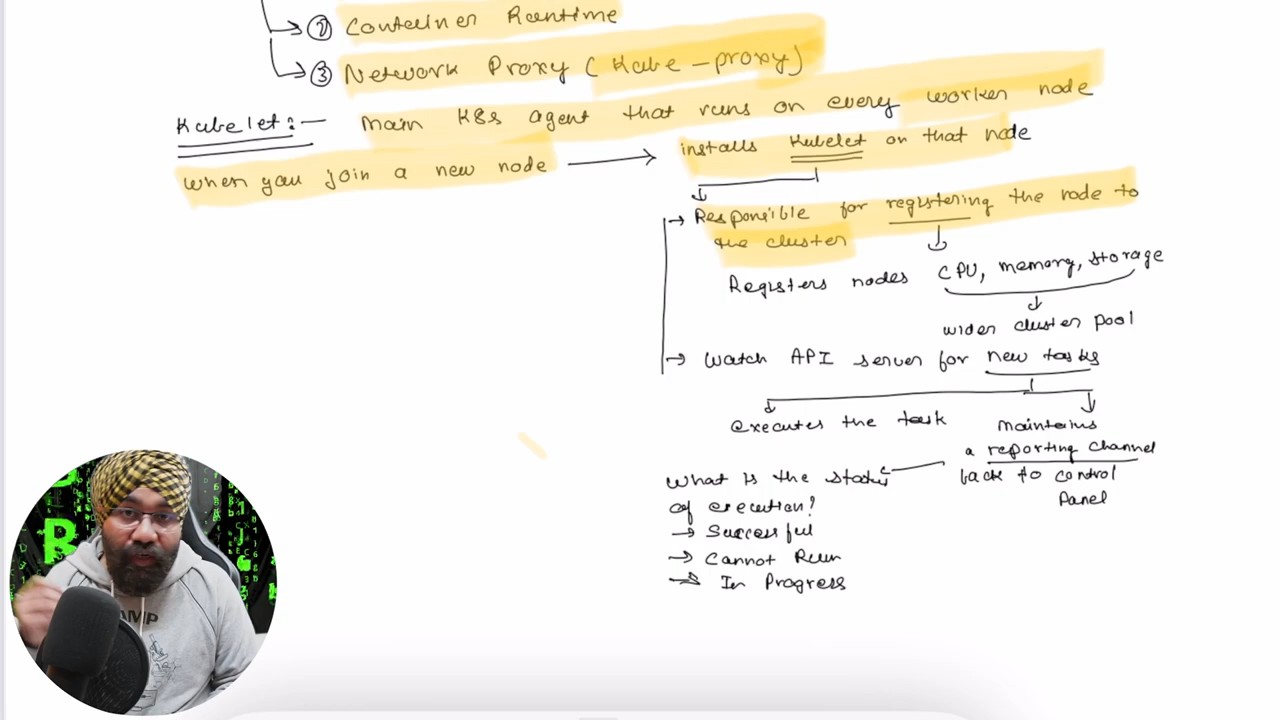 ② Container Runtime
③ Network Proxy (Kube-proxy)
Kubelet:- main K8s agent that runs on every worker node
when you join a new node → installs Kubelet on that node
→ Responsible for registering the node to
the cluster
Registers nodes CPU, memory, storage
wider cluster pool
→ watch API server for new tasks
executes the task
maintains
a reporting channel
back to control
Panel
What is the status
of execution?
→ Successful
→ Cannot Run
→ In Progress
B
AMP